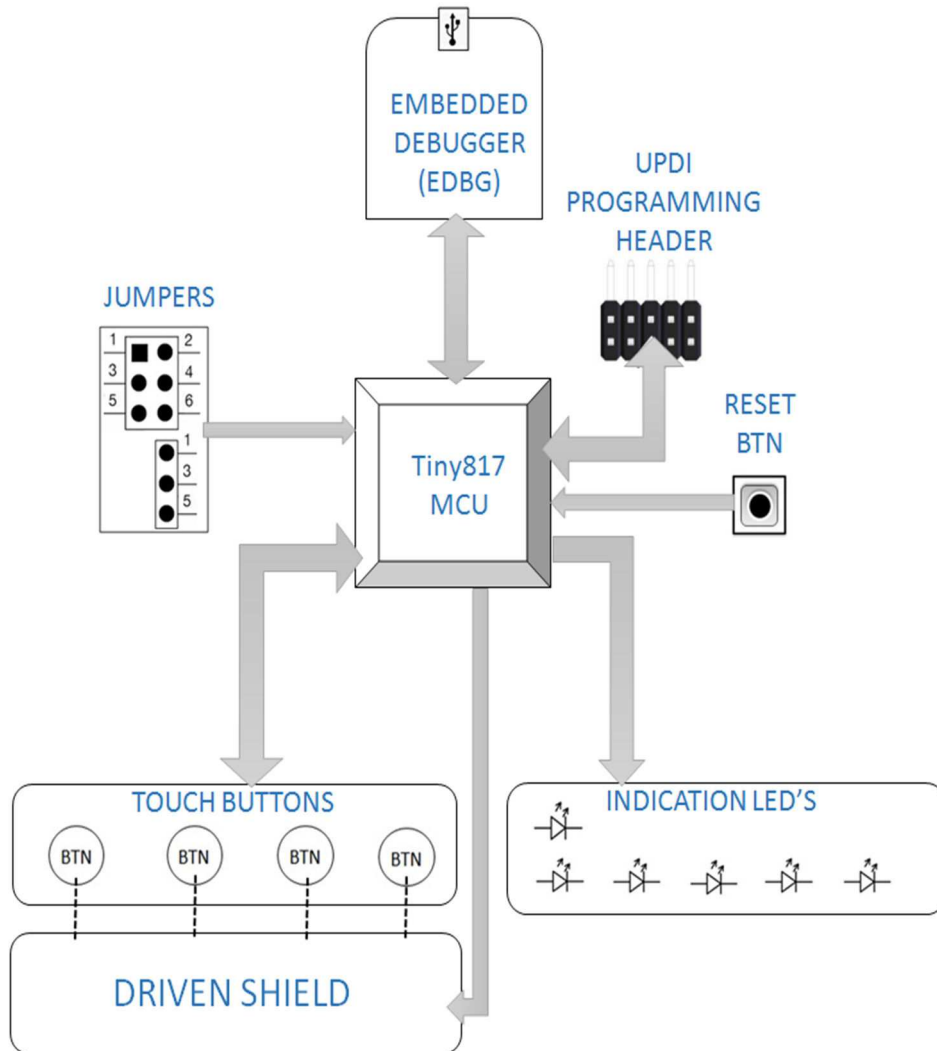 EMBEDDED
DEBUGGER
(EDBG)
UPDI
PROGRAMMING
HEADER
JUMPERS
1 2
3 4
5 6
1
3
5
RESET
BTN
Tiny817
MCU
TOUCH BUTTONS
BTN BTN BTN BTN
INDICATION LED'S
DRIVEN SHIELD